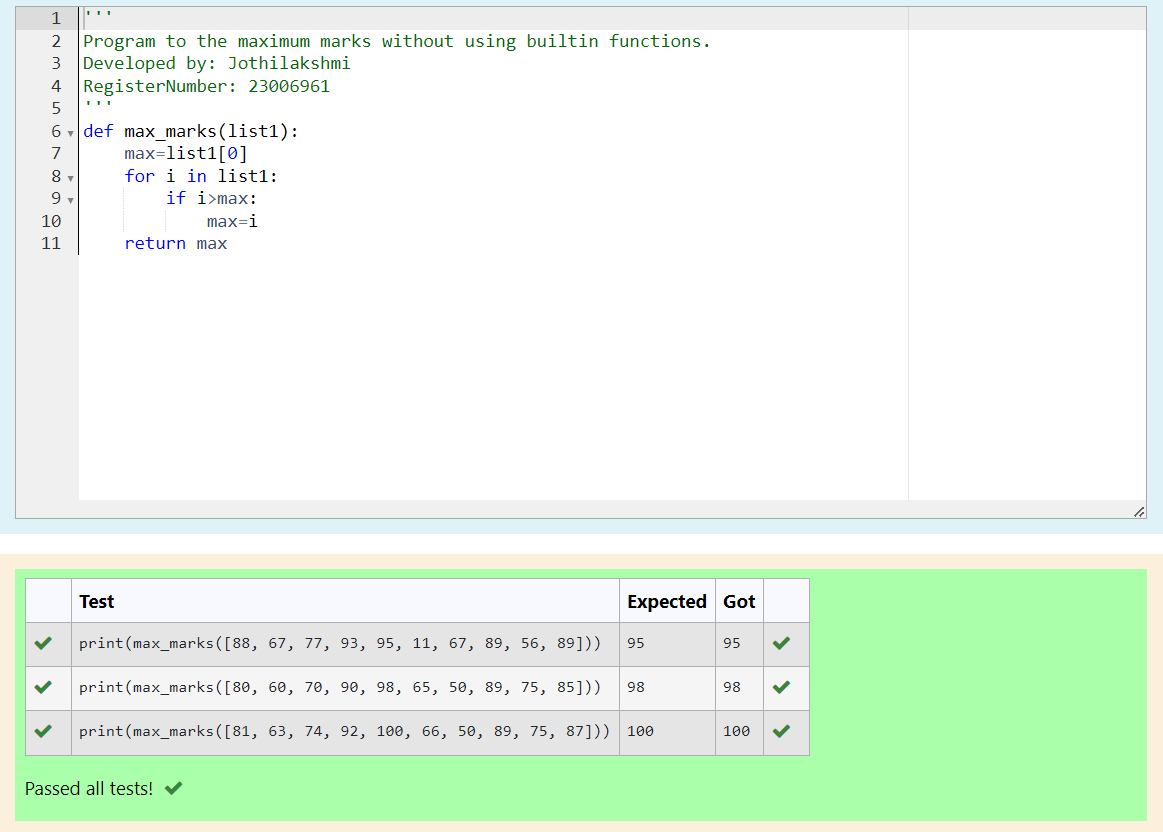 1 '''
2 Program to the maximum marks without using builtin functions.
3 Developed by: Jothilakshmi
4 RegisterNumber: 23006961
5 '''
6 def max_marks(list1):
7     max=list1[0]
8     for i in list1:
9         if i>max:
10             max=i
11     return max
Test Expected Got
print(max_marks([88, 67, 77, 93, 95, 11, 67, 89, 56, 89])) 95 95
print(max_marks([80, 60, 70, 90, 98, 65, 50, 89, 75, 85])) 98 98
print(max_marks([81, 63, 74, 92, 100, 66, 50, 89, 75, 87])) 100 100
Passed all tests!